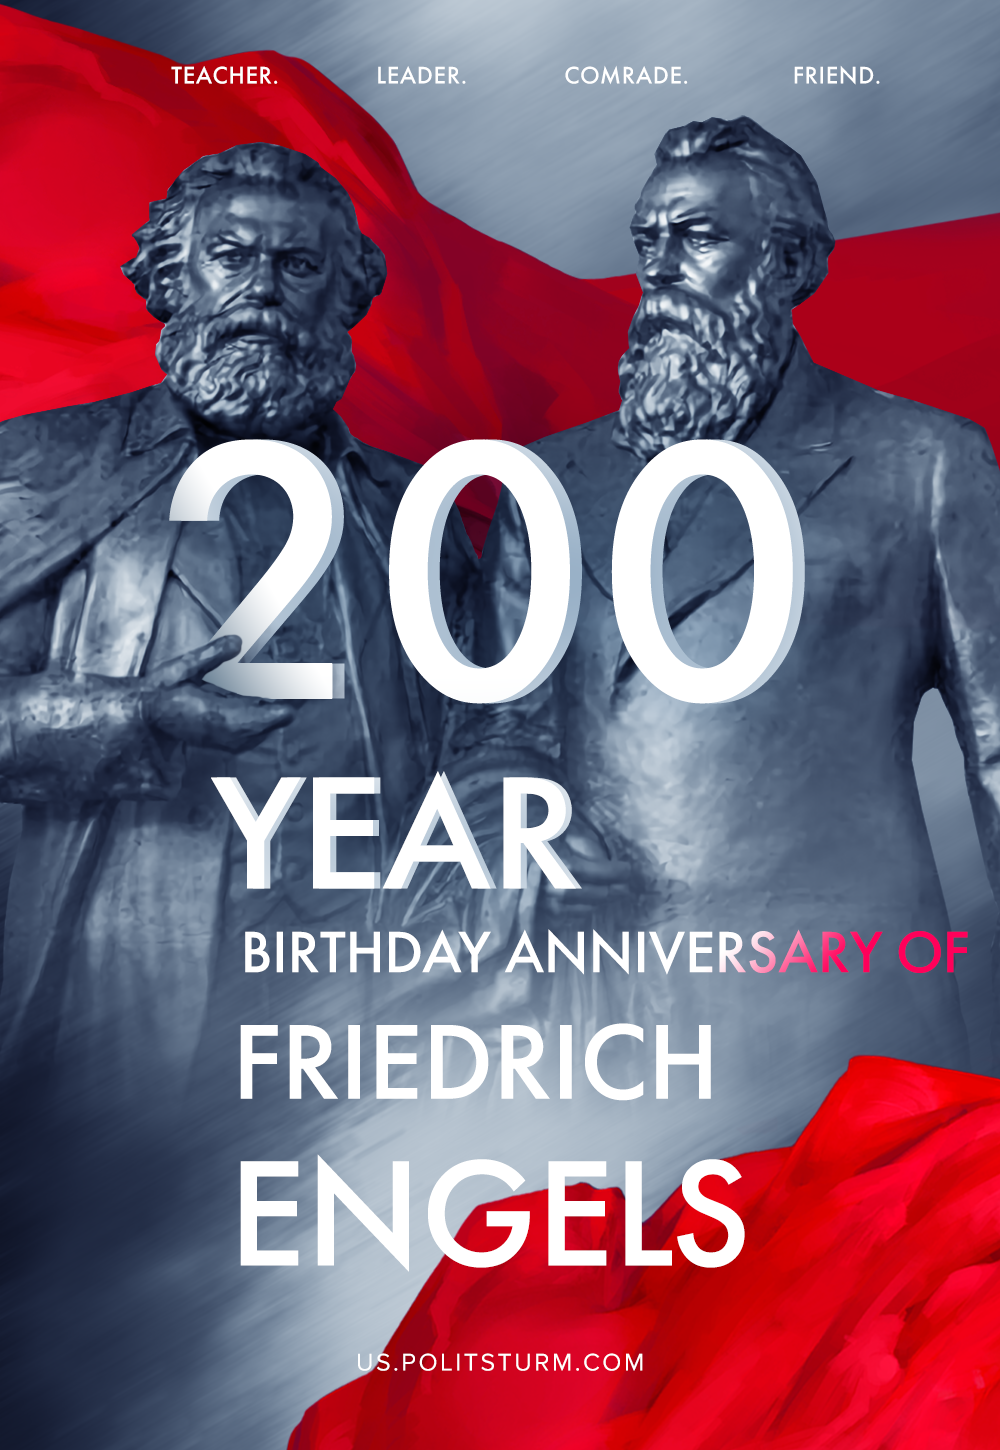 TEACHER. LEADER. COMRADE. FRIEND.
200
YEAR
BIRTHDAY ANNIVERSARY OF
FRIEDRICH
ENGELS
US.POLITSTURM.COM